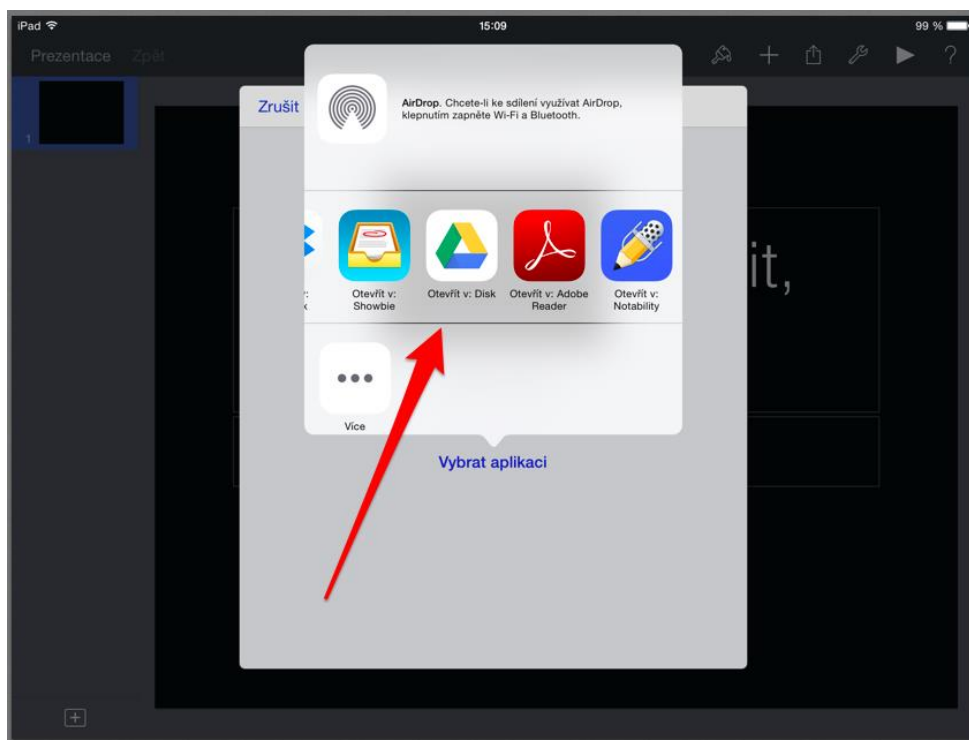 iPad 15:09 99 %
Prezentace Zpět
Zrušit
AirDrop. Chcete-li ke sdílení využívat AirDrop,
klepnutím zapněte Wi-Fi a Bluetooth.
1
it,
Otevřít v:
Showbie
Otevřít v: Disk
Otevřít v: Adobe
Reader
Otevřít v:
Notability
Více
Vybrat aplikaci